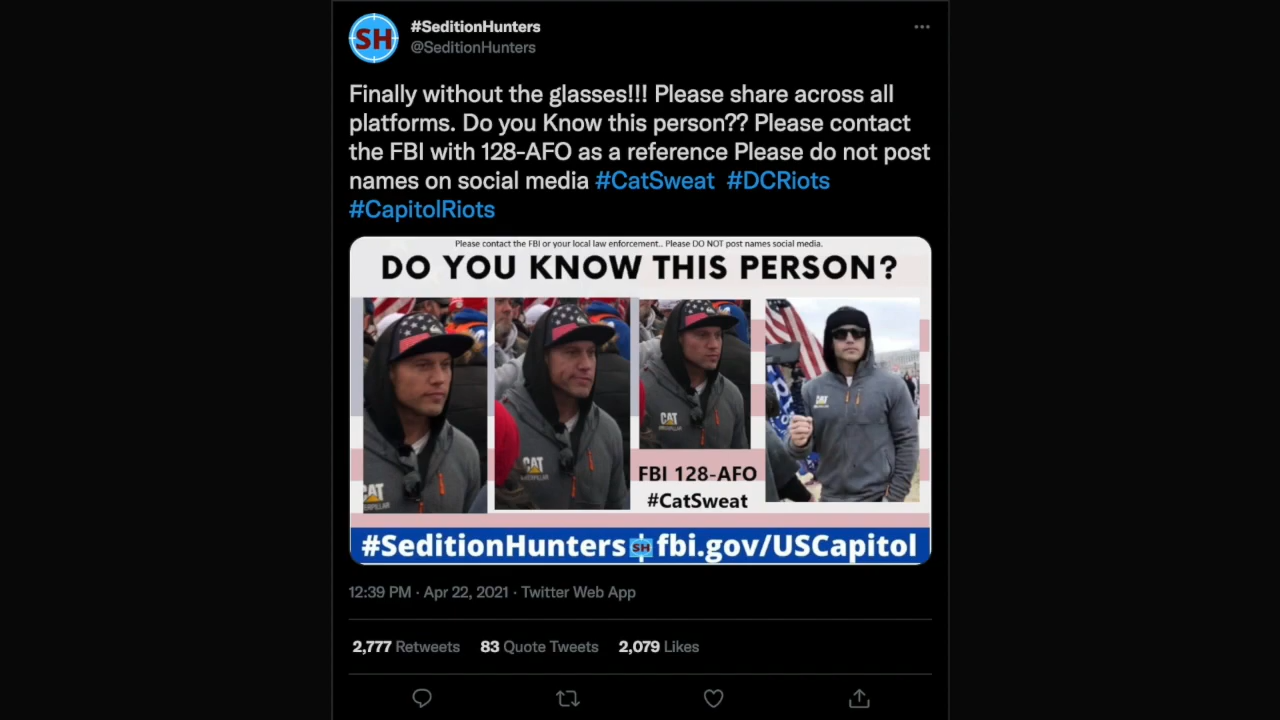 #SeditionHunters
@SeditionHunters
Finally without the glasses!!! Please share across all
platforms. Do you Know this person?? Please contact
the FBI with 128-AFO as a reference Please do not post
names on social media #CatSweat #DCRiots
#CapitolRiots
Please contact the FBI or your local law enforcement.. Please DO NOT post names social media.
DO YOU KNOW THIS PERSON?
CAT
ERPILLAR
CAT
CATERPILLAR
CAT
CATERPILLAR
CAT
FBI 128-AFO
#CatSweat
#SeditionHunters SH fbi.gov/USCapitol
12:39 PM · Apr 22, 2021 · Twitter Web App
2,777 Retweets 83 Quote Tweets 2,079 Likes